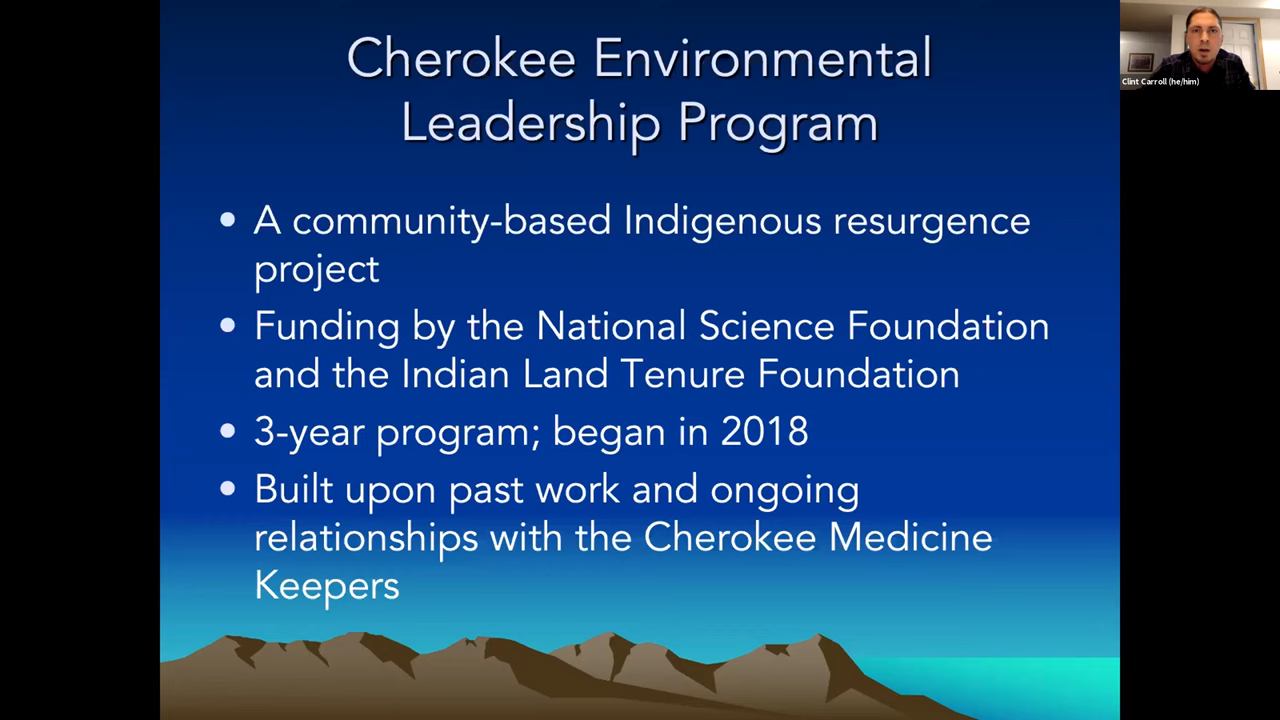 Cherokee Environmental
Leadership Program
• A community-based Indigenous resurgence
project
• Funding by the National Science Foundation
and the Indian Land Tenure Foundation
• 3-year program; began in 2018
• Built upon past work and ongoing
relationships with the Cherokee Medicine
Keepers
Clint Carroll (he/him)